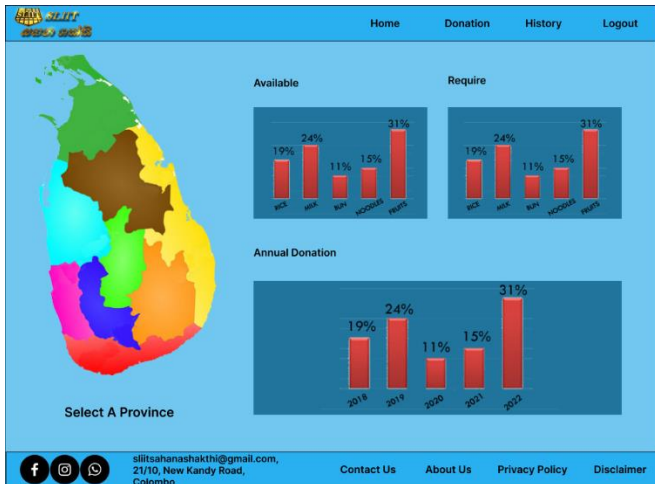 SLIIT
Home
Donation
History
Logout
Available
Require
31%
24%
19%
15%
11%
RICE
MILK
BUN
NOODLES
FRUITS
31%
24%
19%
15%
11%
RICE
MILK
BUN
NOODLES
FRUITS
Annual Donation
31%
24%
19%
15%
11%
2018
2019
2020
2021
2022
Select A Province
sliitsahanashakthi@gmail.com,
21/10, New Kandy Road,
Colombo
Contact Us
About Us
Privacy Policy
Disclaimer